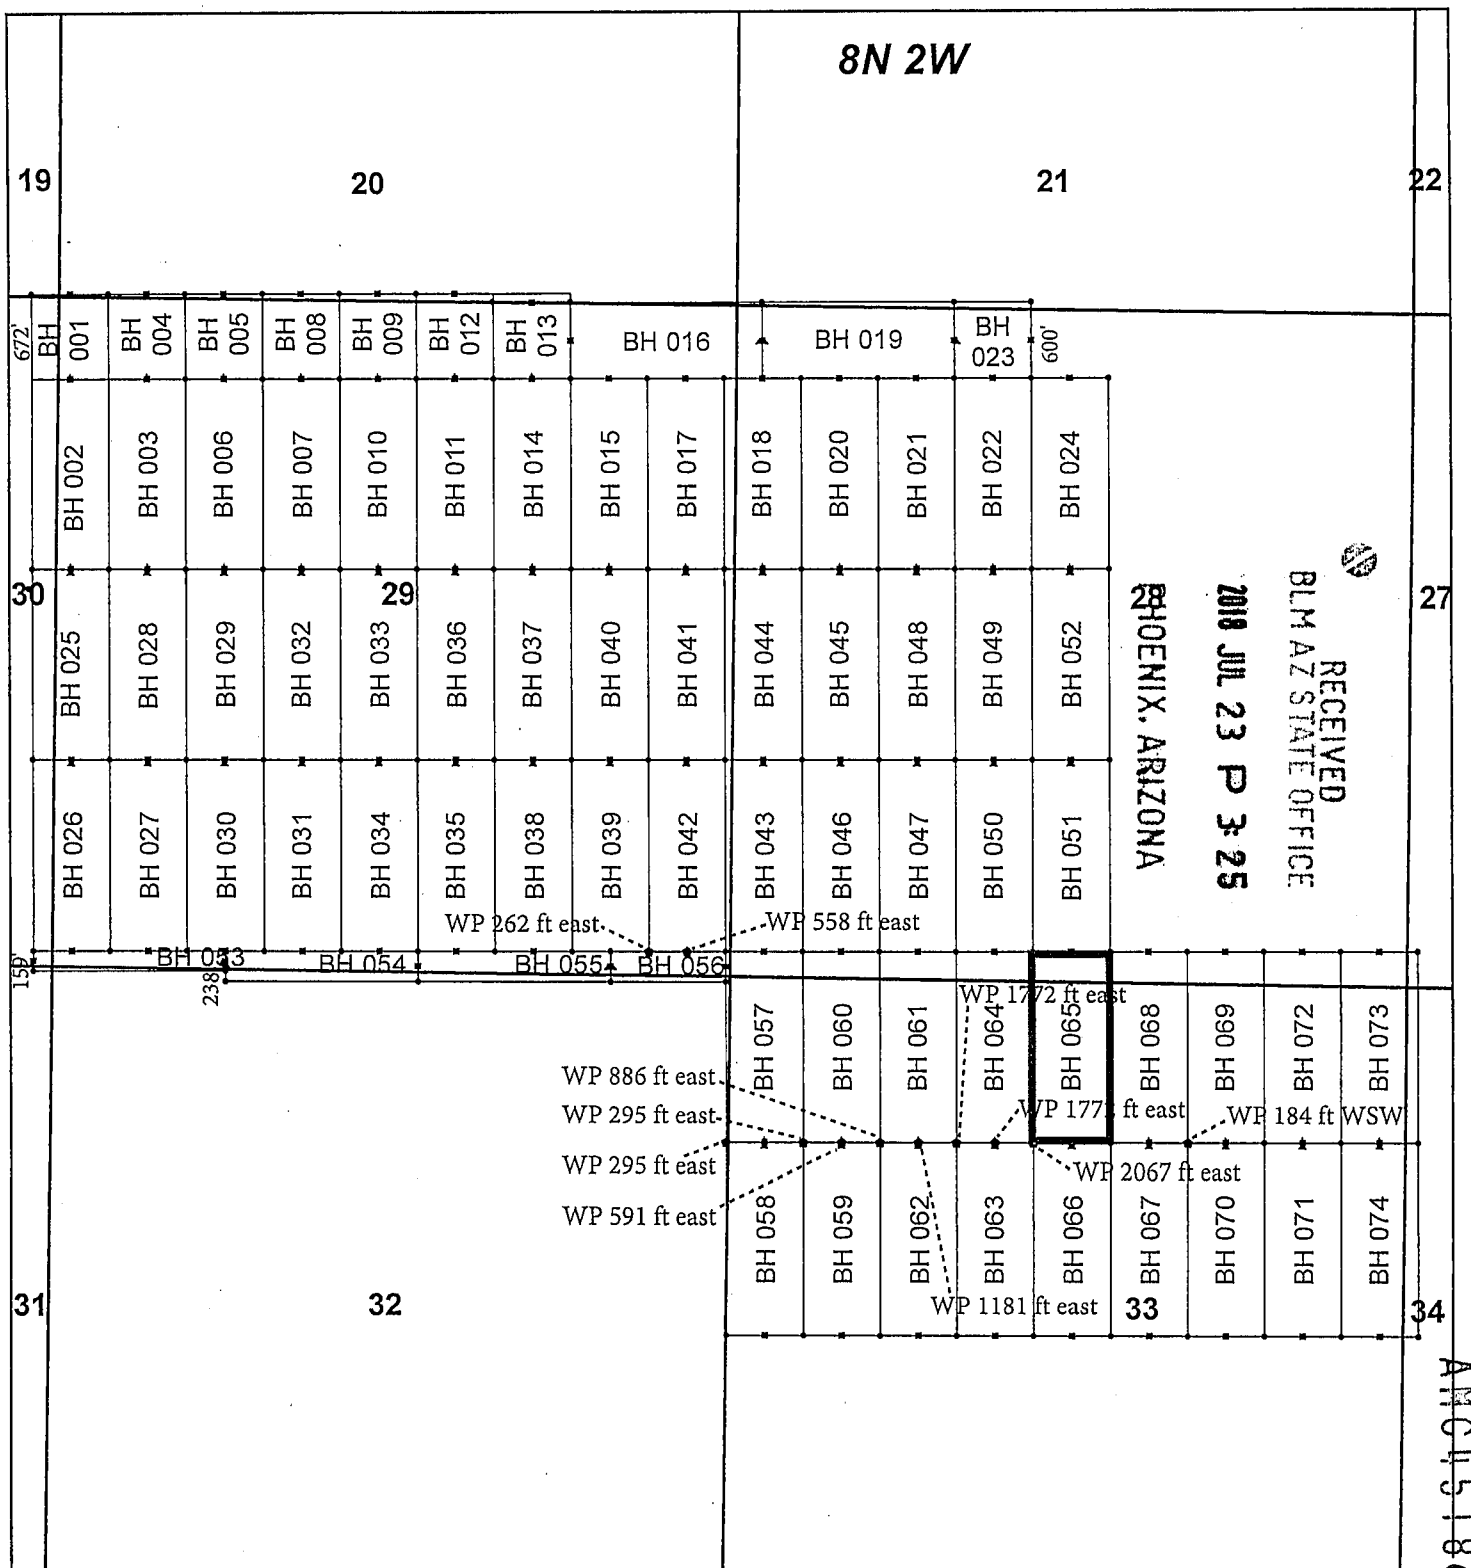 8N 2W
19
20
21
22
672'
BH 001
BH 004
BH 005
BH 008
BH 009
BH 012
BH 013
BH 016
BH 019
BH 023
600'
BH 002
BH 003
BH 006
BH 007
BH 010
BH 011
BH 014
BH 015
BH 017
BH 018
BH 020
BH 021
BH 022
BH 024
30
29
28
27
BH 025
BH 028
BH 029
BH 032
BH 033
BH 036
BH 037
BH 040
BH 041
BH 044
BH 045
BH 048
BH 049
BH 052
RECEIVED
BLM AZ STATE OFFICE
2018 JUL 23 P 3:25
PHOENIX, ARIZONA
BH 026
BH 027
BH 030
BH 031
BH 034
BH 035
BH 038
BH 039
BH 042
BH 043
BH 046
BH 047
BH 050
BH 051
WP 262 ft east
WP 558 ft east
159'
BH 053
238'
BH 054
BH 055
BH 056
WP 1772 ft east
BH 057
BH 060
BH 061
BH 064
BH 065
BH 068
BH 069
BH 072
BH 073
WP 886 ft east
WP 295 ft east
WP 1772 ft east
WP 184 ft WSW
WP 295 ft east
WP 2067 ft east
WP 591 ft east
BH 058
BH 059
BH 062
BH 063
BH 066
BH 067
BH 070
BH 071
BH 074
WP 1181 ft east
31
32
33
34